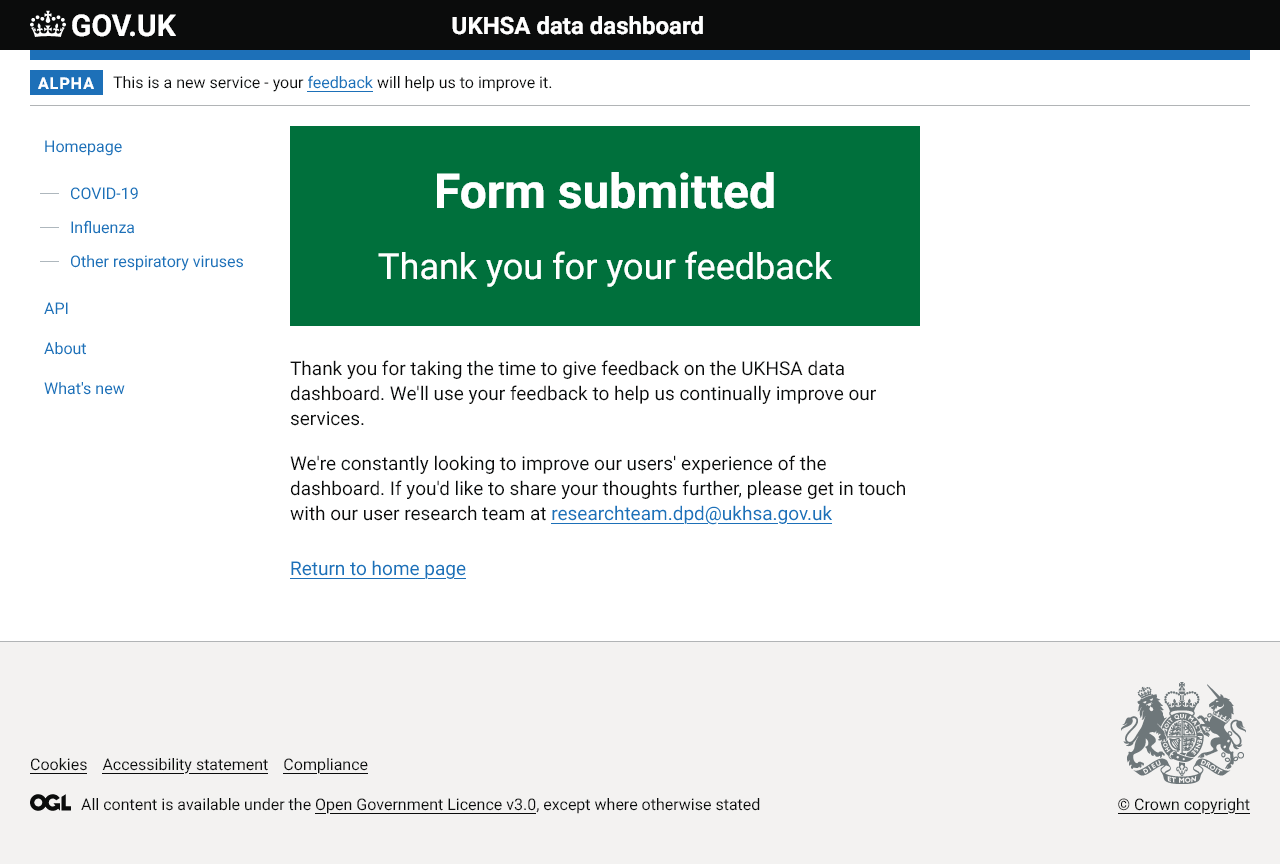 GOV.UK
UKHSA data dashboard
ALPHA
This is a new service - your feedback will help us to improve it.
Homepage
COVID-19
Influenza
Other respiratory viruses
API
About
What's new
Form submitted
Thank you for your feedback
Thank you for taking the time to give feedback on the UKHSA data
dashboard. We'll use your feedback to help us continually improve our
services.
We're constantly looking to improve our users' experience of the
dashboard. If you'd like to share your thoughts further, please get in touch
with our user research team at researchteam.dpd@ukhsa.gov.uk
Return to home page
Cookies Accessibility statement Compliance
OGL All content is available under the Open Government Licence v3.0, except where otherwise stated
DIEU ET MON DROIT
© Crown copyright